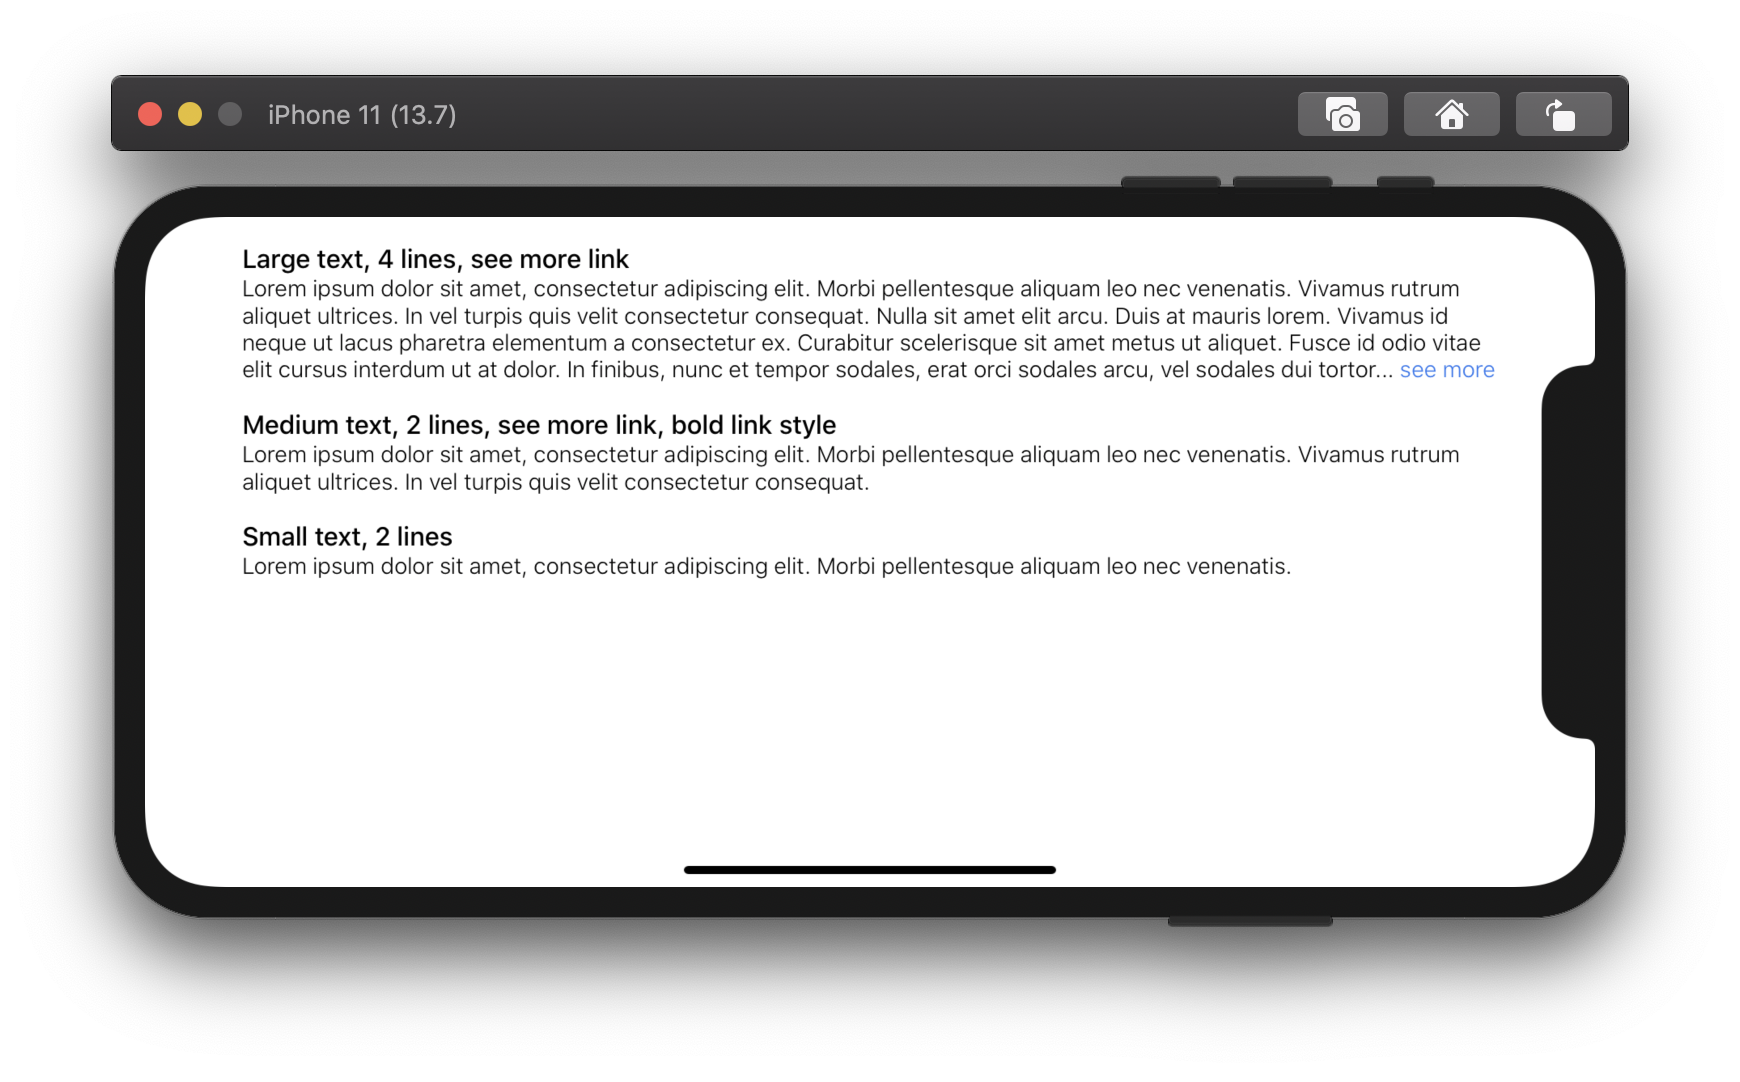 iPhone 11 (13.7)
Large text, 4 lines, see more link
Lorem ipsum dolor sit amet, consectetur adipiscing elit. Morbi pellentesque aliquam leo nec venenatis. Vivamus rutrum
aliquet ultrices. In vel turpis quis velit consectetur consequat. Nulla sit amet elit arcu. Duis at mauris lorem. Vivamus id
neque ut lacus pharetra elementum a consectetur ex. Curabitur scelerisque sit amet metus ut aliquet. Fusce id odio vitae
elit cursus interdum ut at dolor. In finibus, nunc et tempor sodales, erat orci sodales arcu, vel sodales dui tortor... see more
Medium text, 2 lines, see more link, bold link style
Lorem ipsum dolor sit amet, consectetur adipiscing elit. Morbi pellentesque aliquam leo nec venenatis. Vivamus rutrum
aliquet ultrices. In vel turpis quis velit consectetur consequat.
Small text, 2 lines
Lorem ipsum dolor sit amet, consectetur adipiscing elit. Morbi pellentesque aliquam leo nec venenatis.